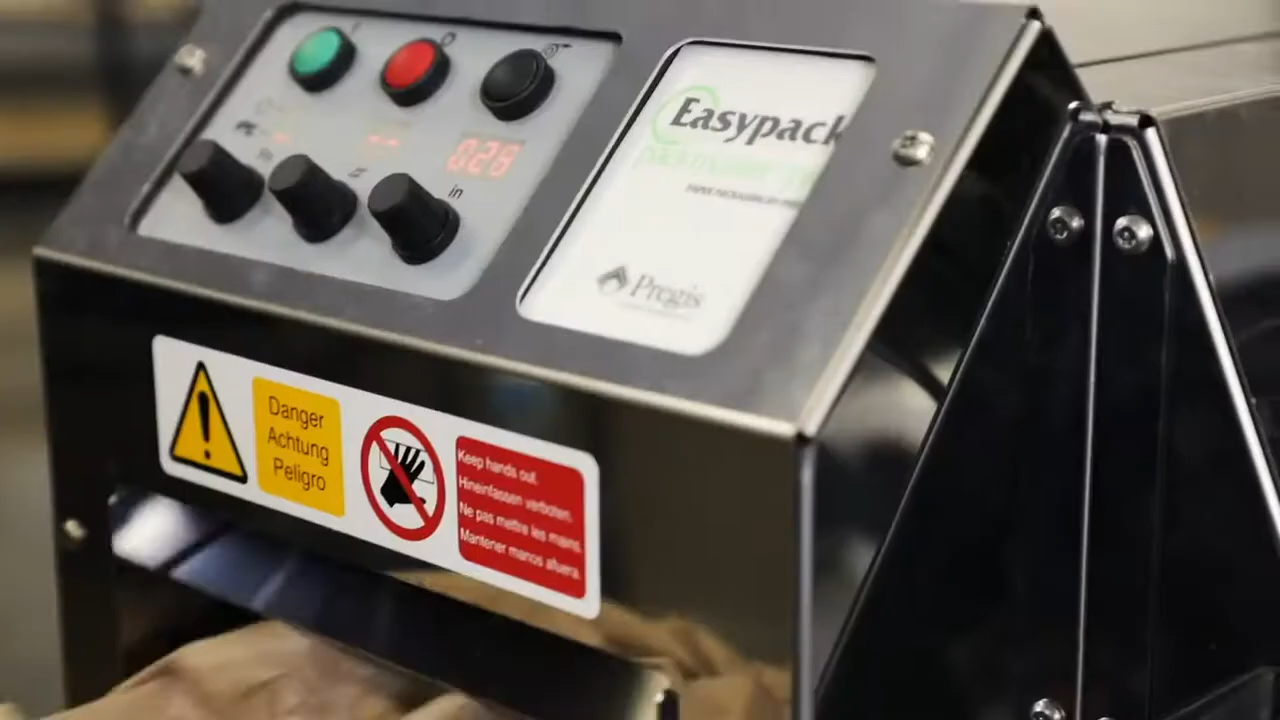 028
in
Easypack
Pregis
Danger
Achtung
Peligro
Keep hands out.
Hineinfassen verboten.
Ne pas mettre les mains.
Mantener manos afuera.